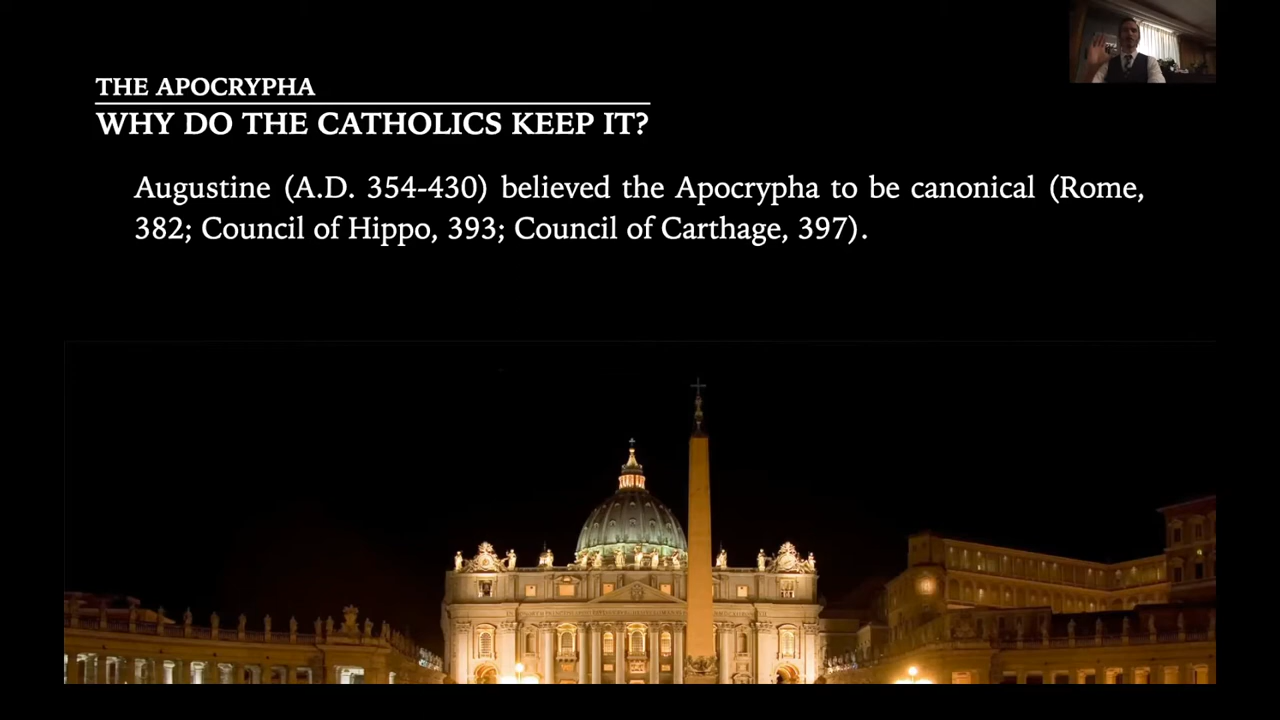 THE APOCRYPHA
WHY DO THE CATHOLICS KEEP IT?
Augustine (A.D. 354-430) believed the Apocrypha to be canonical (Rome,
382; Council of Hippo, 393; Council of Carthage, 397).